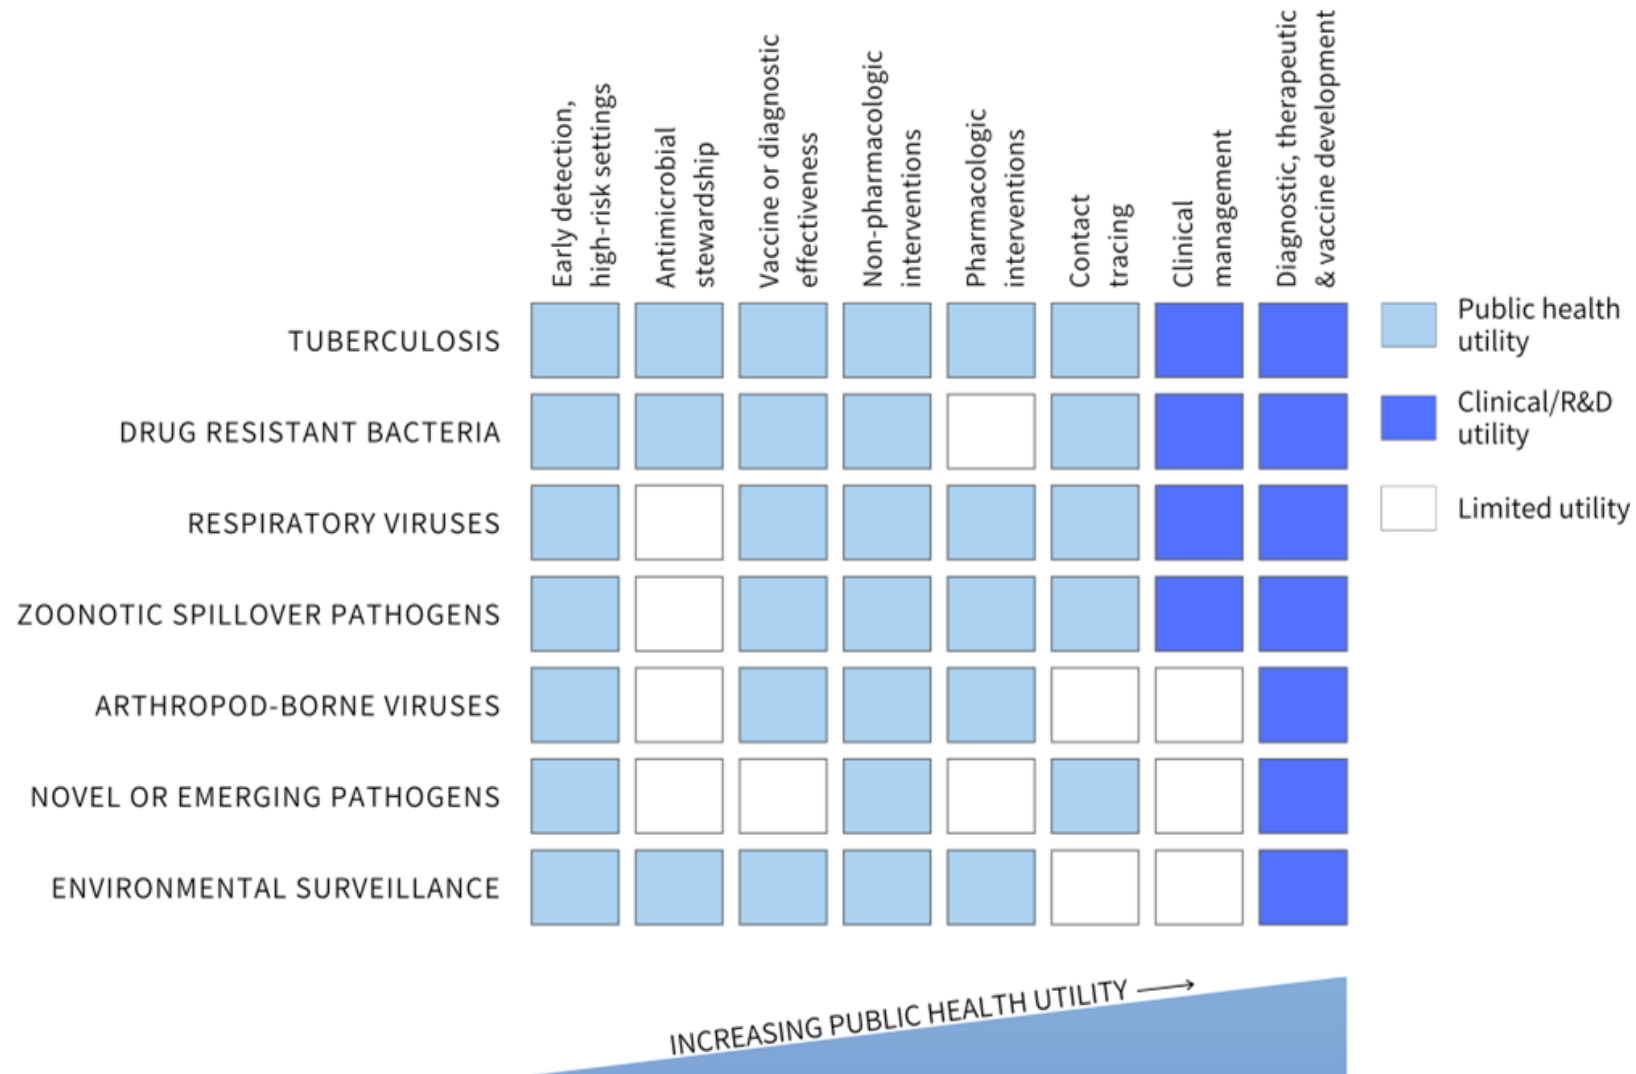 Early detection,
high-risk settings
Antimicrobial
stewardship
Vaccine or diagnostic
effectiveness
Non-pharmacologic
interventions
Pharmacologic
interventions
Contact
tracing
Clinical
management
Diagnostic, therapeutic
& vaccine development
TUBERCULOSIS
DRUG RESISTANT BACTERIA
RESPIRATORY VIRUSES
ZOONOTIC SPILLOVER PATHOGENS
ARTHROPOD-BORNE VIRUSES
NOVEL OR EMERGING PATHOGENS
ENVIRONMENTAL SURVEILLANCE
Public health
utility
Clinical/R&D
utility
Limited utility
INCREASING PUBLIC HEALTH UTILITY →